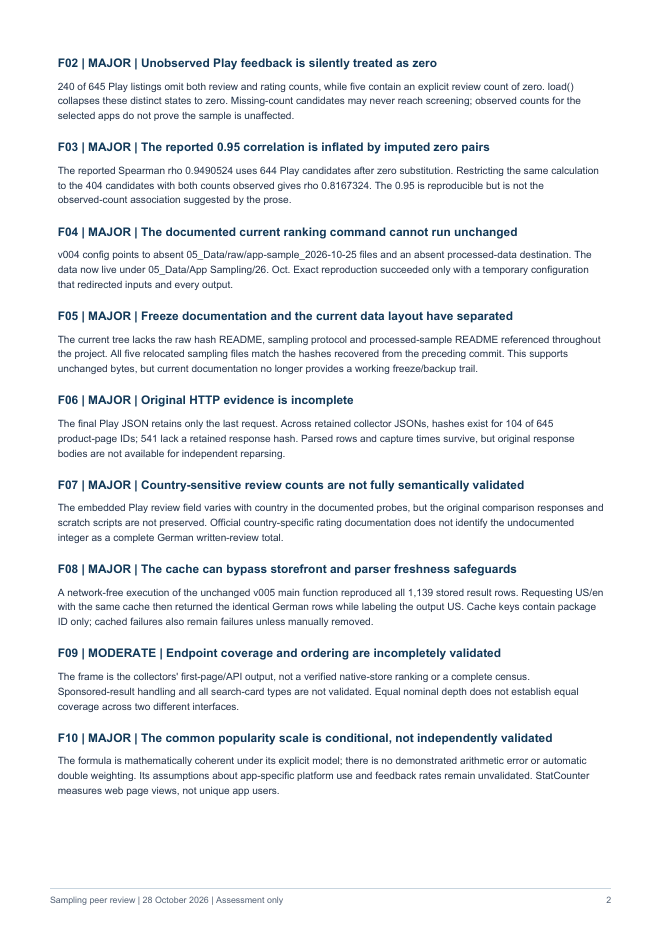 F02 | MAJOR | Unobserved Play feedback is silently treated as zero
240 of 645 Play listings omit both review and rating counts, while five contain an explicit review count of zero. load()
collapses these distinct states to zero. Missing-count candidates may never reach screening; observed counts for the
selected apps do not prove the sample is unaffected.
F03 | MAJOR | The reported 0.95 correlation is inflated by imputed zero pairs
The reported Spearman rho 0.9490524 uses 644 Play candidates after zero substitution. Restricting the same calculation
to the 404 candidates with both counts observed gives rho 0.8167324. The 0.95 is reproducible but is not the
observed-count association suggested by the prose.
F04 | MAJOR | The documented current ranking command cannot run unchanged
v004 config points to absent 05_Data/raw/app-sample_2026-10-25 files and an absent processed-data destination. The
data now live under 05_Data/App Sampling/26. Oct. Exact reproduction succeeded only with a temporary configuration
that redirected inputs and every output.
F05 | MAJOR | Freeze documentation and the current data layout have separated
The current tree lacks the raw hash README, sampling protocol and processed-sample README referenced throughout
the project. All five relocated sampling files match the hashes recovered from the preceding commit. This supports
unchanged bytes, but current documentation no longer provides a working freeze/backup trail.
F06 | MAJOR | Original HTTP evidence is incomplete
The final Play JSON retains only the last request. Across retained collector JSONs, hashes exist for 104 of 645
product-page IDs; 541 lack a retained response hash. Parsed rows and capture times survive, but original response
bodies are not available for independent reparsing.
F07 | MAJOR | Country-sensitive review counts are not fully semantically validated
The embedded Play review field varies with country in the documented probes, but the original comparison responses and
scratch scripts are not preserved. Official country-specific rating documentation does not identify the undocumented
integer as a complete German written-review total.
F08 | MAJOR | The cache can bypass storefront and parser freshness safeguards
A network-free execution of the unchanged v005 main function reproduced all 1,139 stored result rows. Requesting US/en
with the same cache then returned the identical German rows while labeling the output US. Cache keys contain package
ID only; cached failures also remain failures unless manually removed.
F09 | MODERATE | Endpoint coverage and ordering are incompletely validated
The frame is the collectors' first-page/API output, not a verified native-store ranking or a complete census.
Sponsored-result handling and all search-card types are not validated. Equal nominal depth does not establish equal
coverage across two different interfaces.
F10 | MAJOR | The common popularity scale is conditional, not independently validated
The formula is mathematically coherent under its explicit model; there is no demonstrated arithmetic error or automatic
double weighting. Its assumptions about app-specific platform use and feedback rates remain unvalidated. StatCounter
measures web page views, not unique app users.
Sampling peer review | 28 October 2026 | Assessment only
2